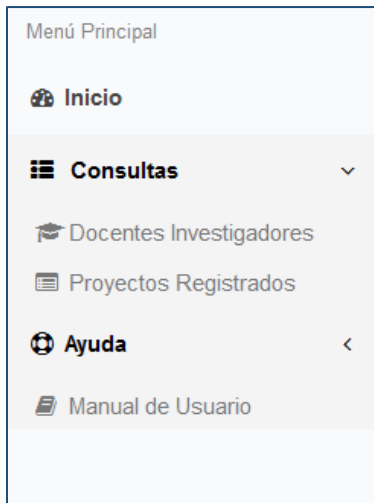 Menú Principal
Inicio
Consultas
Docentes Investigadores
Proyectos Registrados
Ayuda
Manual de Usuario